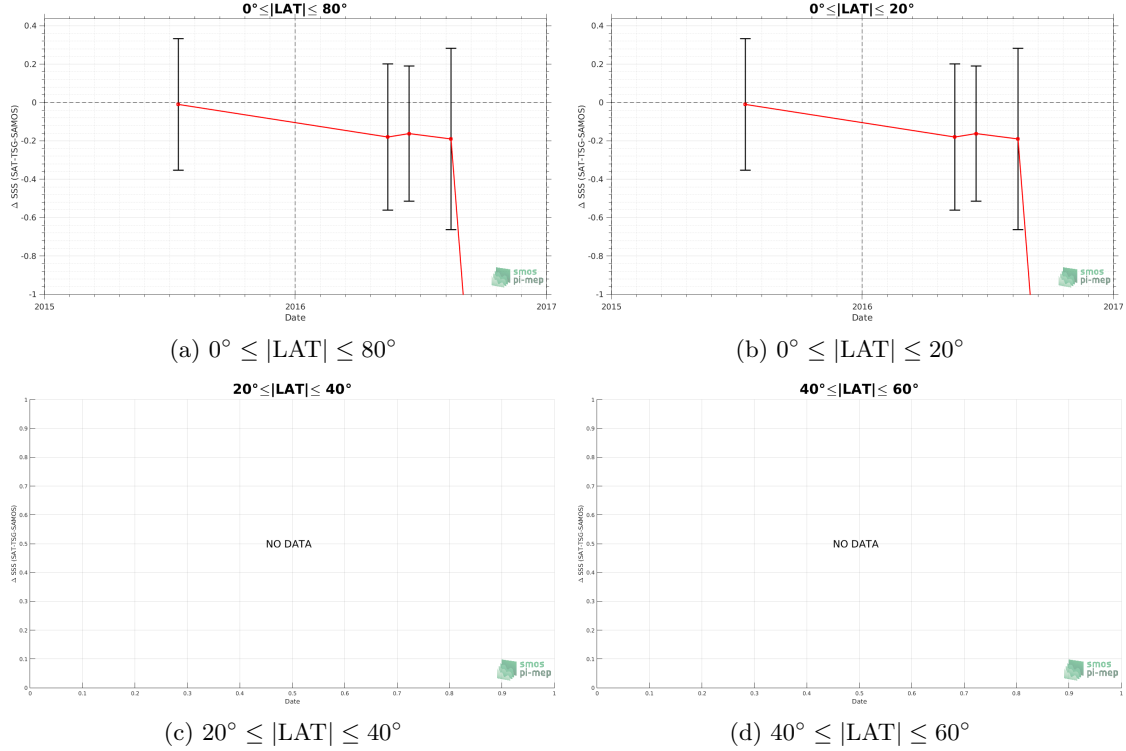 0°≤|LAT|≤ 80°
0.4
0.2
0
-0.2
-0.4
-0.6
-0.8
-1
Δ SSS (SAT-TSG-SAMOS)
2015
2016
2017
Date
smos
pi-mep
(a) 0° ≤ |LAT| ≤ 80°
0°≤|LAT|≤ 20°
0.4
0.2
0
-0.2
-0.4
-0.6
-0.8
-1
Δ SSS (SAT-TSG-SAMOS)
2015
2016
2017
Date
smos
pi-mep
(b) 0° ≤ |LAT| ≤ 20°
20°≤|LAT|≤ 40°
1
0.9
0.8
0.7
0.6
0.5
0.4
0.3
0.2
0.1
0
Δ SSS (SAT-TSG-SAMOS)
NO DATA
0 0.1 0.2 0.3 0.4 0.5 0.6 0.7 0.8 0.9 1
Date
smos
pi-mep
(c) 20° ≤ |LAT| ≤ 40°
40°≤|LAT|≤ 60°
1
0.9
0.8
0.7
0.6
0.5
0.4
0.3
0.2
0.1
0
Δ SSS (SAT-TSG-SAMOS)
NO DATA
0 0.1 0.2 0.3 0.4 0.5 0.6 0.7 0.8 0.9 1
Date
smos
pi-mep
(d) 40° ≤ |LAT| ≤ 60°